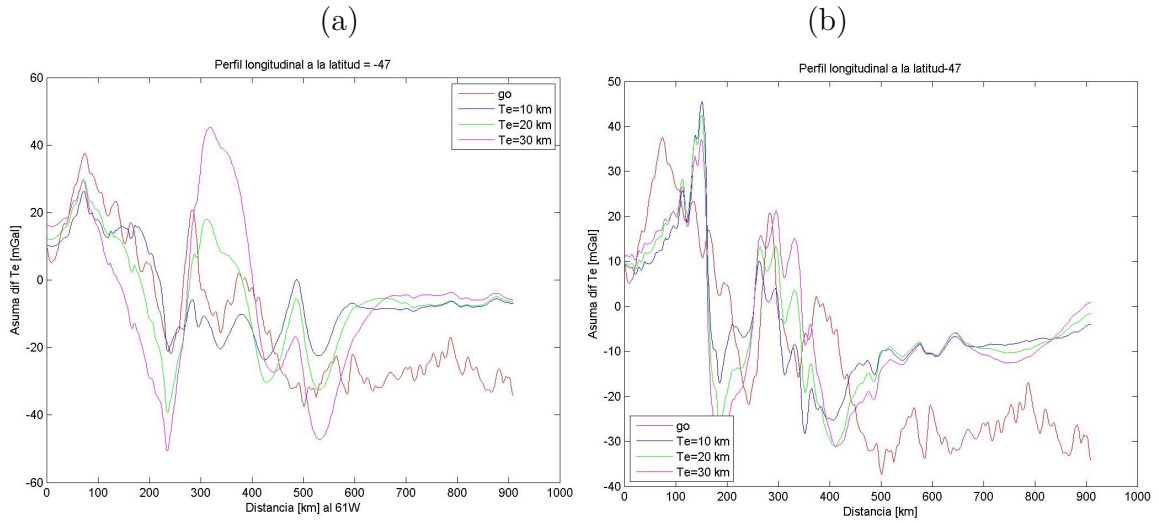 (a)
Perfil longitudinal a la latitud = -47
60
40
20
0
-20
-40
-60
0 100 200 300 400 500 600 700 800 900 1000
Asuma dif Te [mGal]
Distancia [km] al 61W
go
Te=10 km
Te=20 km
Te=30 km
(b)
Perfil longitudinal a la latitud-47
50
40
30
20
10
0
-10
-20
-30
-40
0 100 200 300 400 500 600 700 800 900 1000
Asuma dif Te [mGal]
Distancia [km]
go
Te=10 km
Te=20 km
Te=30 km